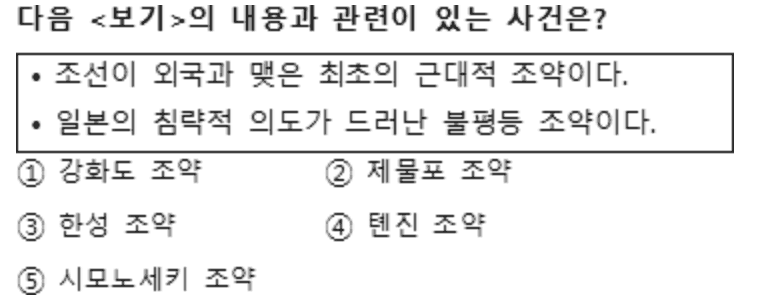 다음 <보기>의 내용과 관련이 있는 사건은?
• 조선이 외국과 맺은 최초의 근대적 조약이다.
• 일본의 침략적 의도가 드러난 불평등 조약이다.
① 강화도 조약 ② 제물포 조약
③ 한성 조약 ④ 톈진 조약
⑤ 시모노세키 조약